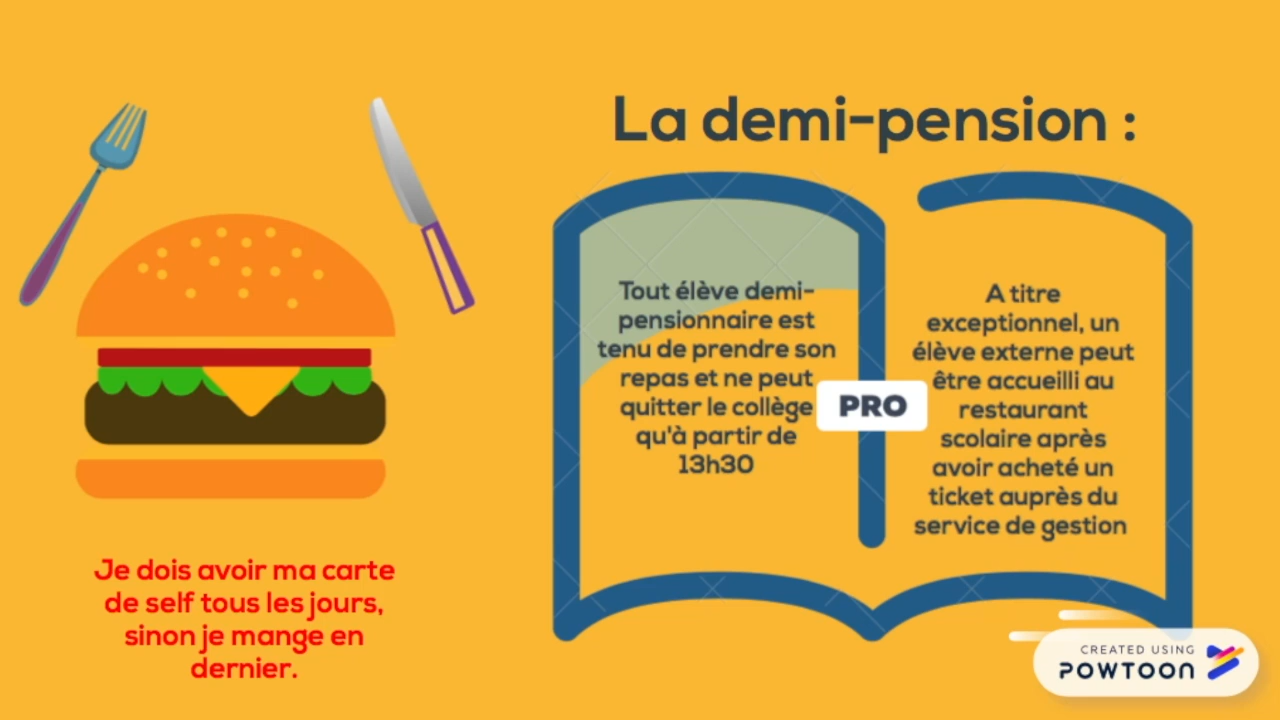 La demi-pension :
Tout élève demi-
pensionnaire est
tenu de prendre son
repas et ne peut
quitter le collège
qu'à partir de
13h30
PRO
A titre
exceptionnel, un
élève externe peut
être accueilli au
restaurant
scolaire après
avoir acheté un
ticket auprès du
service de gestion
Je dois avoir ma carte
de self tous les jours,
sinon je mange en
dernier.
CREATED USING
POWTOON